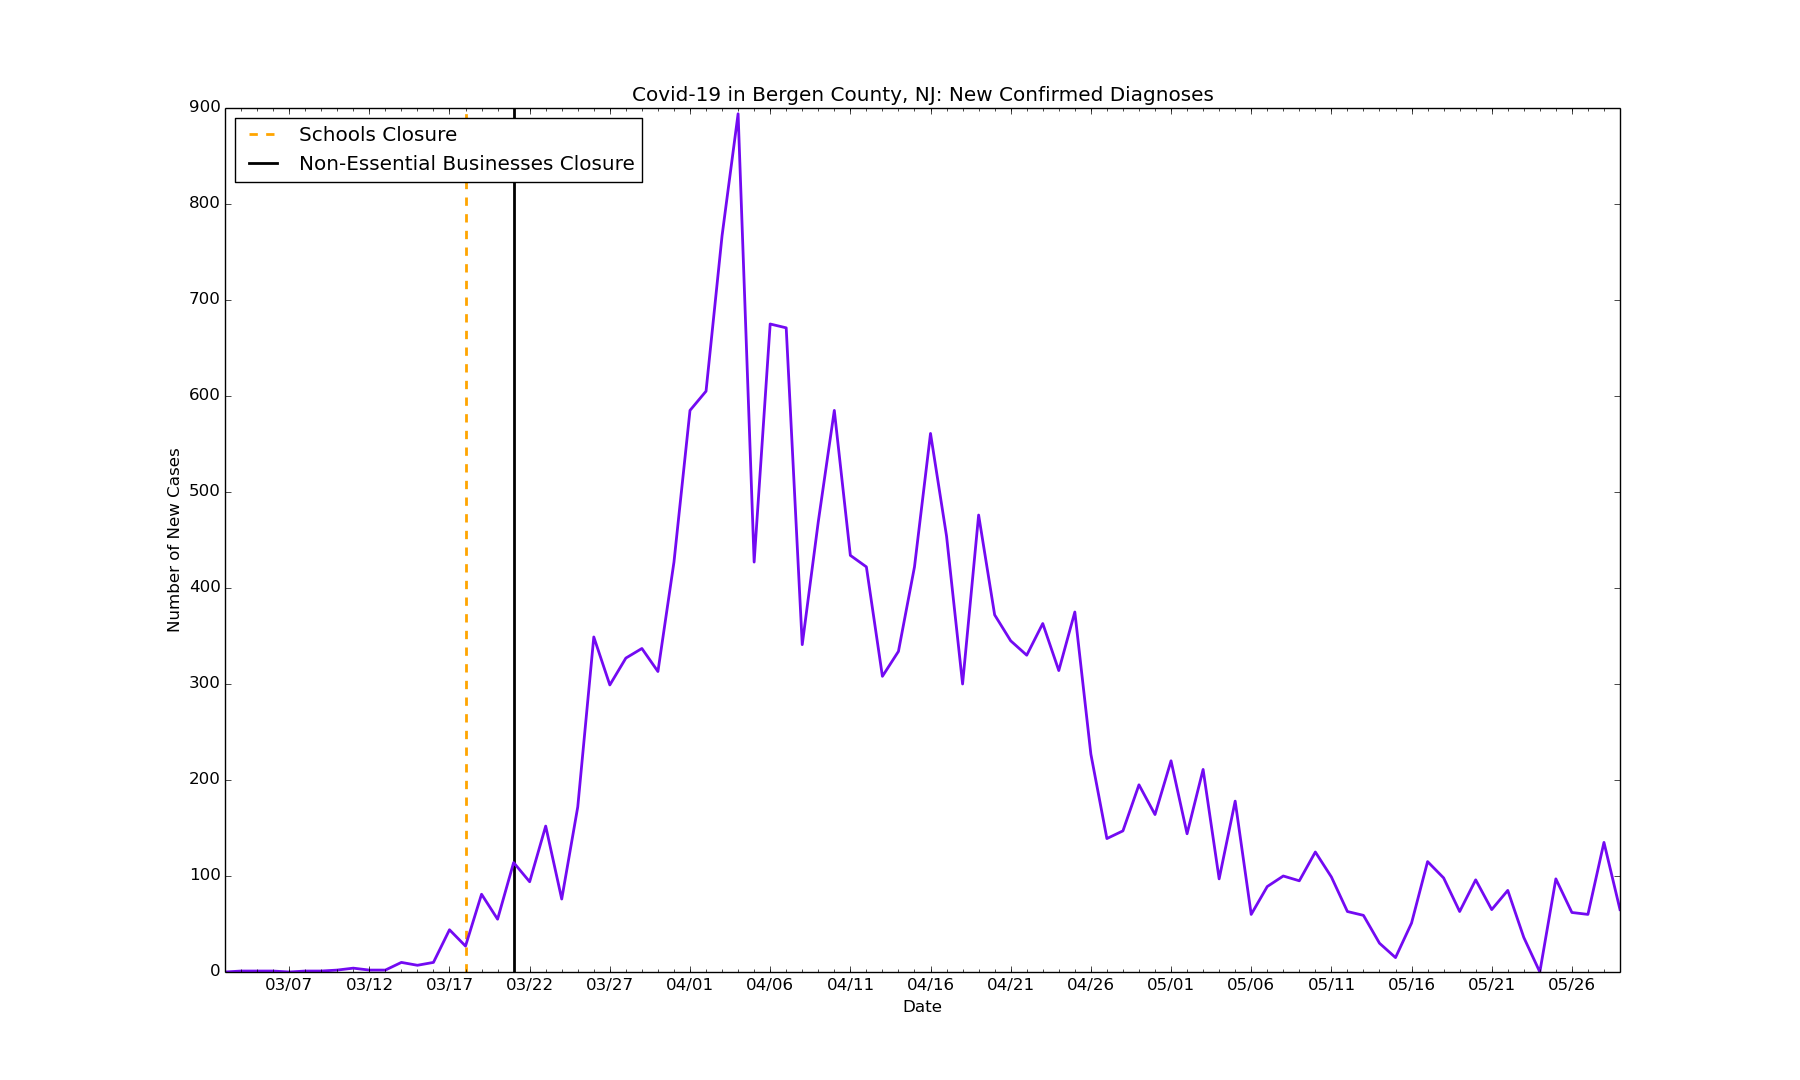 Covid-19 in Bergen County, NJ: New Confirmed Diagnoses
Schools Closure
Non-Essential Businesses Closure
900
800
700
600
500
400
300
200
100
0
Number of New Cases
03/07 03/12 03/17 03/22 03/27 04/01 04/06 04/11 04/16 04/21 04/26 05/01 05/06 05/11 05/16 05/21 05/26
Date